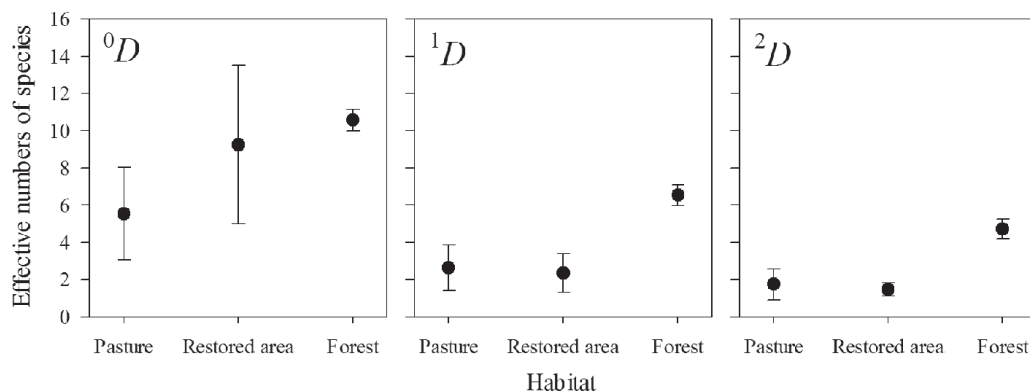 Effective numbers of species
16
14
12
10
8
6
4
2
0
⁰D
¹D
²D
Pasture Restored area Forest
Pasture Restored area Forest
Pasture Restored area Forest
Habitat